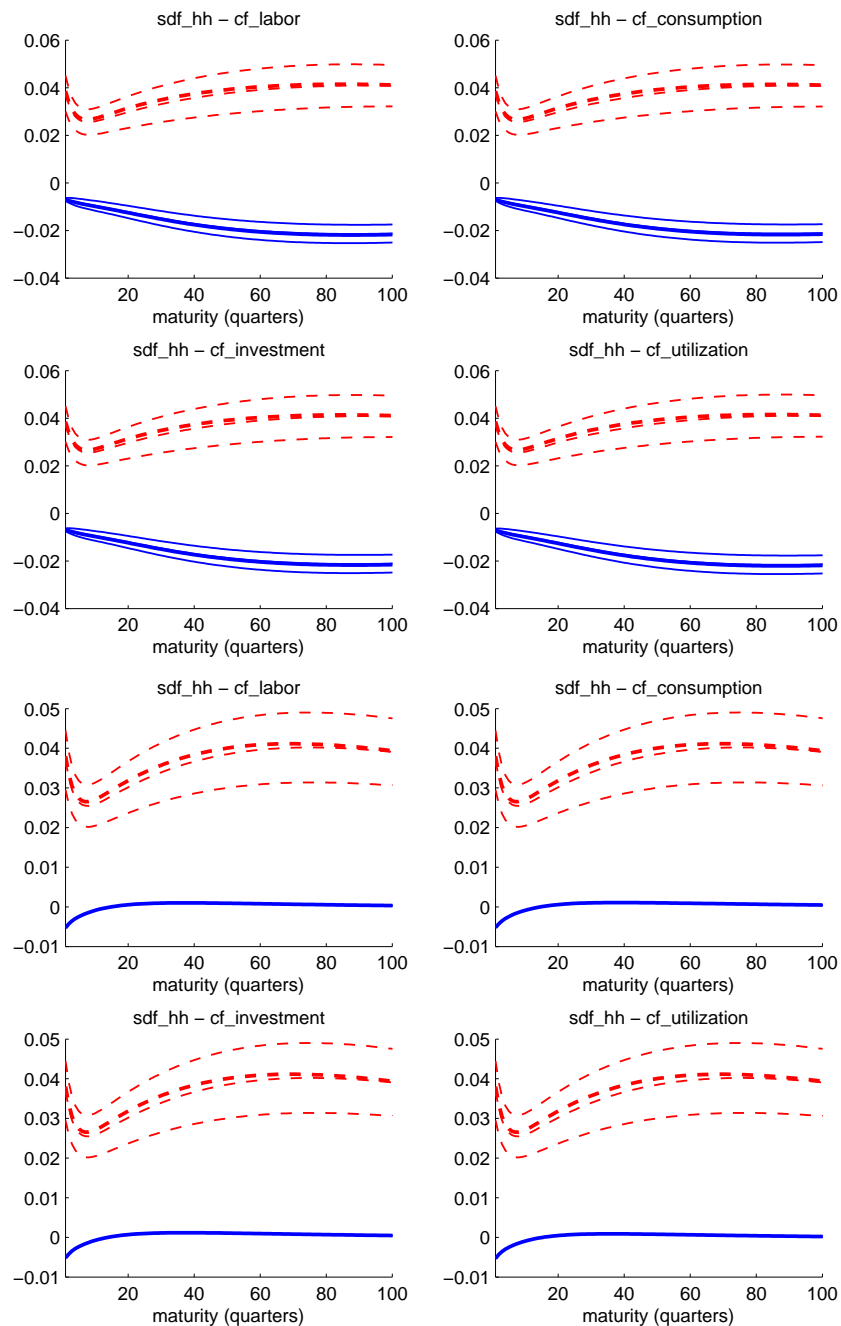 sdf_hh − cf_labor
0.06
0.04
0.02
0
−0.02
−0.04
20 40 60 80 100
maturity (quarters)
sdf_hh − cf_consumption
0.06
0.04
0.02
0
−0.02
−0.04
20 40 60 80 100
maturity (quarters)
sdf_hh − cf_investment
0.06
0.04
0.02
0
−0.02
−0.04
20 40 60 80 100
maturity (quarters)
sdf_hh − cf_utilization
0.06
0.04
0.02
0
−0.02
−0.04
20 40 60 80 100
maturity (quarters)
sdf_hh − cf_labor
0.05
0.04
0.03
0.02
0.01
0
−0.01
20 40 60 80 100
maturity (quarters)
sdf_hh − cf_consumption
0.05
0.04
0.03
0.02
0.01
0
−0.01
20 40 60 80 100
maturity (quarters)
sdf_hh − cf_investment
0.05
0.04
0.03
0.02
0.01
0
−0.01
20 40 60 80 100
maturity (quarters)
sdf_hh − cf_utilization
0.05
0.04
0.03
0.02
0.01
0
−0.01
20 40 60 80 100
maturity (quarters)